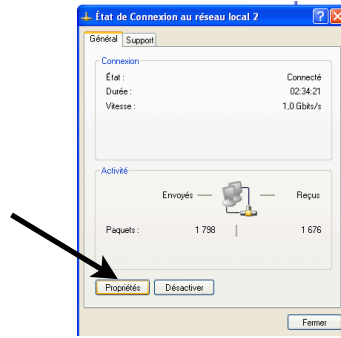 État de Connexion au réseau local 2
Général Support
Connexion
État : Connecté
Durée : 02:34:21
Vitesse : 1,0 Gbits/s
Activité
Envoyés — — Reçus
Paquets : 1 798 | 1 676
Propriétés Désactiver
Fermer